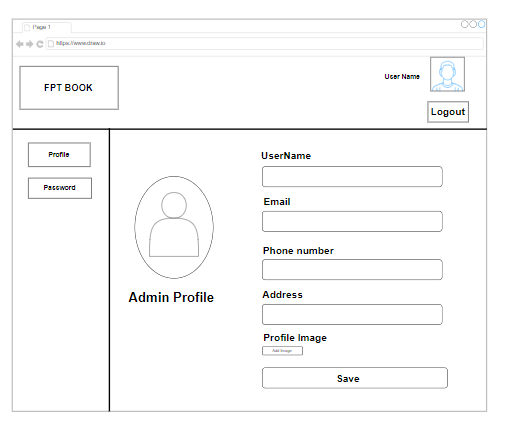 Page 1
https://www.draw.io
FPT BOOK
User Name
Logout
Profile
Password
Admin Profile
UserName
Email
Phone number
Address
Profile Image
Add Image
Save